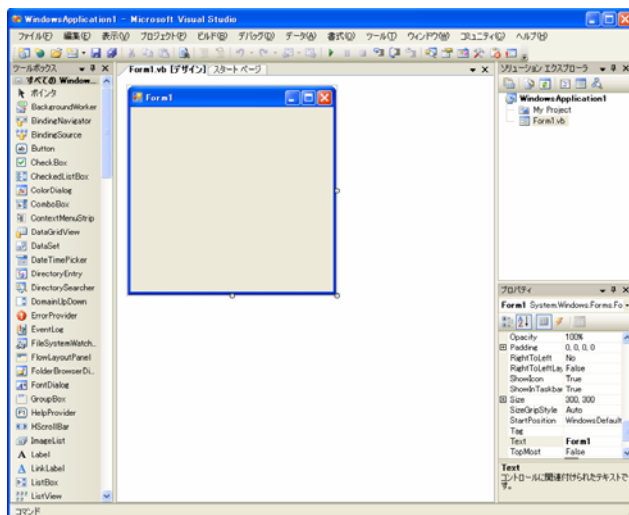 WindowsApplication1 - Microsoft Visual Studio
ファイル(F) 編集(E) 表示(V) プロジェクト(P) ビルド(B) デバッグ(D) データ(A) 書式(O) ツール(T) ウィンドウ(W) コミュニティ(C) ヘルプ(H)
ツールボックス
すべての Window...
ポインタ
BackgroundWorker
BindingNavigator
BindingSource
Button
CheckBox
CheckedListBox
ColorDialog
ComboBox
ContextMenuStrip
DataGridView
DataSet
DateTimePicker
DirectoryEntry
DirectorySearcher
DomainUpDown
ErrorProvider
EventLog
FileSystemWatch...
FlowLayoutPanel
FolderBrowserDi...
FontDialog
GroupBox
HelpProvider
HScrollBar
ImageList
Label
LinkLabel
ListBox
ListView
Form1.vb [デザイン] スタート ページ
Form1
ソリューション エクスプローラ
WindowsApplication1
My Project
Form1.vb
プロパティ
Form1 System.Windows.Forms.Fo
Opacity 100%
Padding 0, 0, 0, 0
RightToLeft No
RightToLeftLay False
ShowIcon True
ShowInTaskbar True
Size 300, 300
SizeGripStyle Auto
StartPosition WindowsDefault
Tag
Text Form1
TopMost False
Text
コントロールに関連付けられたテキストで
す。
コマンド